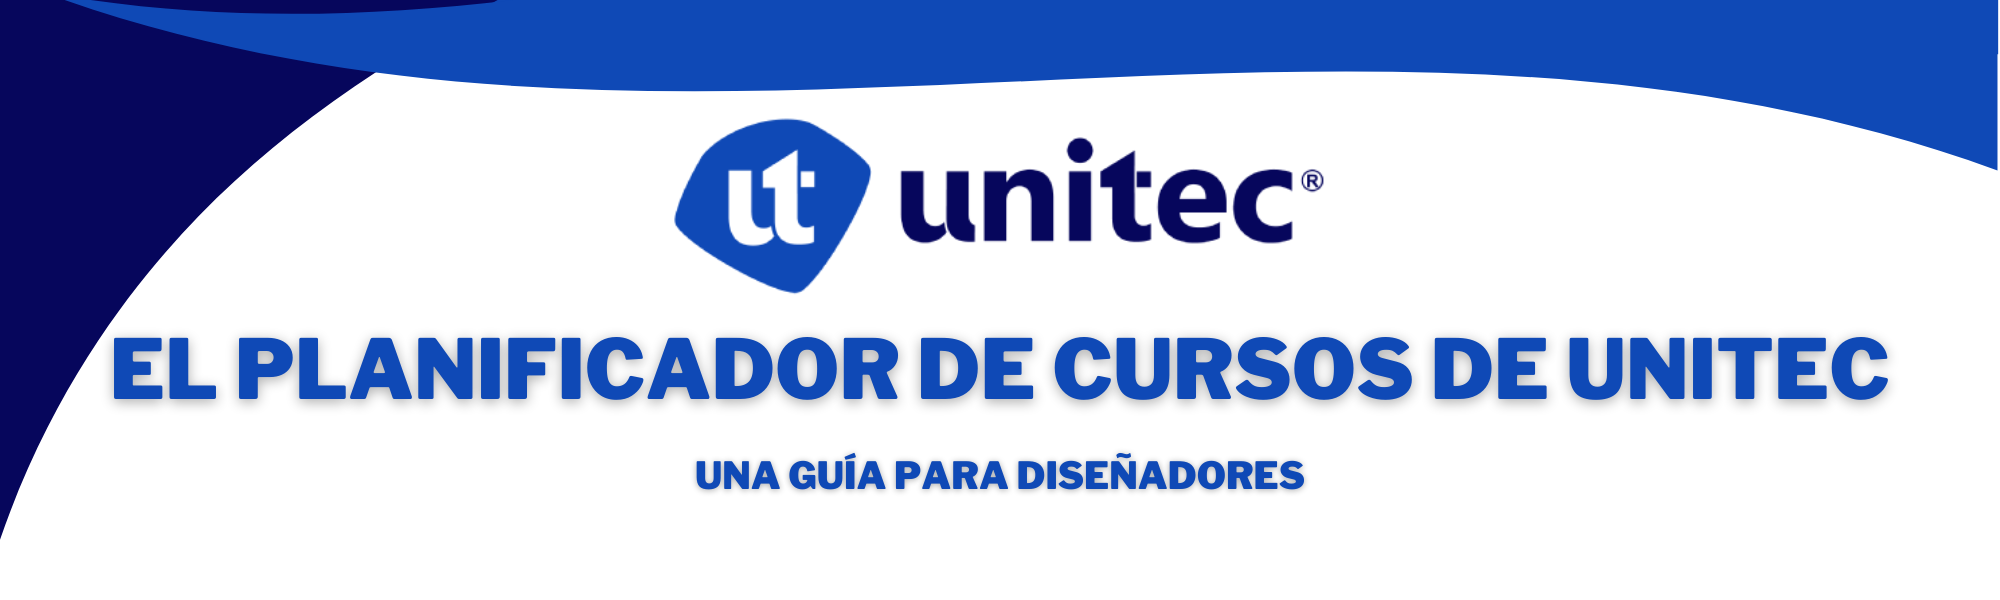 ut unitec®
EL PLANIFICADOR DE CURSOS DE UNITEC
UNA GUÍA PARA DISEÑADORES